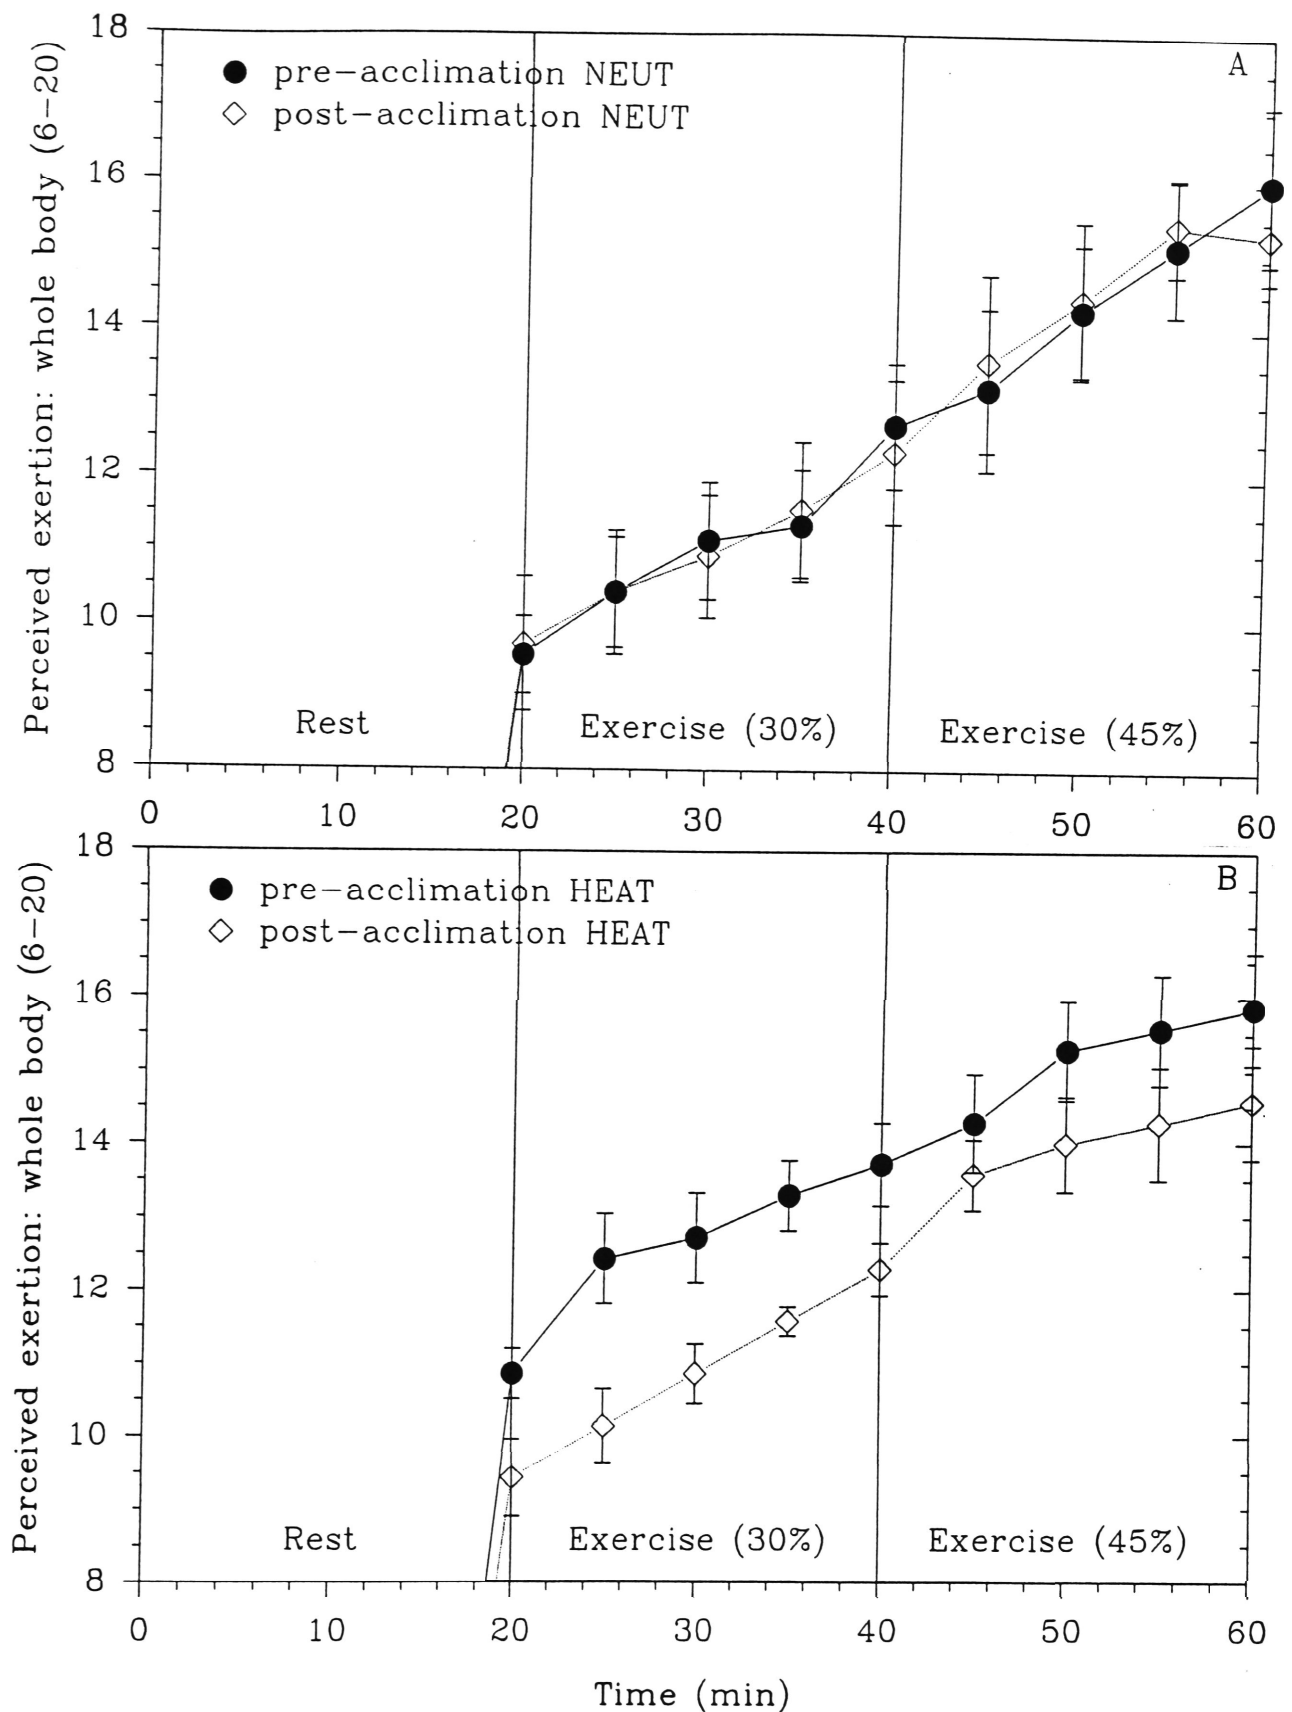 18
A
pre-acclimation NEUT
post-acclimation NEUT
16
14
12
10
8
Perceived exertion: whole body (6-20)
Rest
Exercise (30%)
Exercise (45%)
0 10 20 30 40 50 60
18
B
pre-acclimation HEAT
post-acclimation HEAT
16
14
12
10
8
Perceived exertion: whole body (6-20)
Rest
Exercise (30%)
Exercise (45%)
0 10 20 30 40 50 60
Time (min)